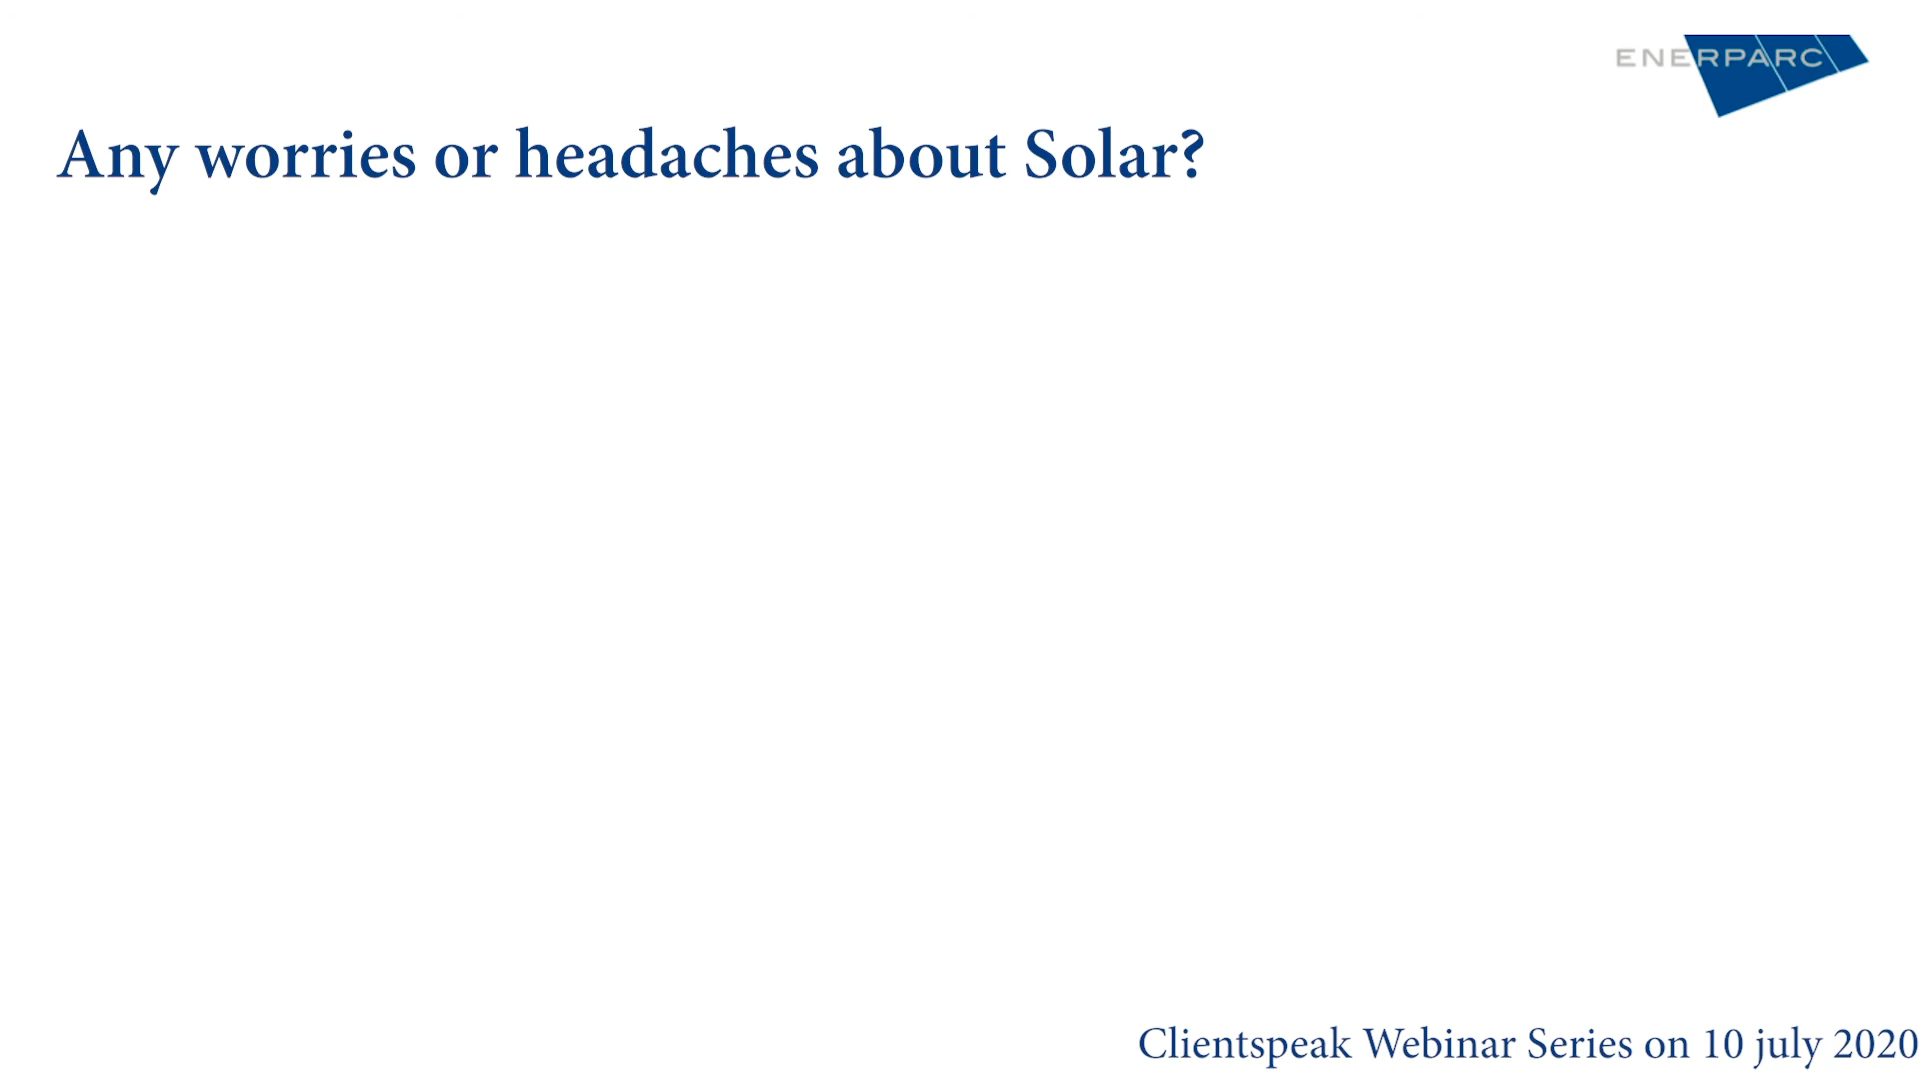 ENERPARC
Any worries or headaches about Solar?
Clientspeak Webinar Series on 10 july 2020